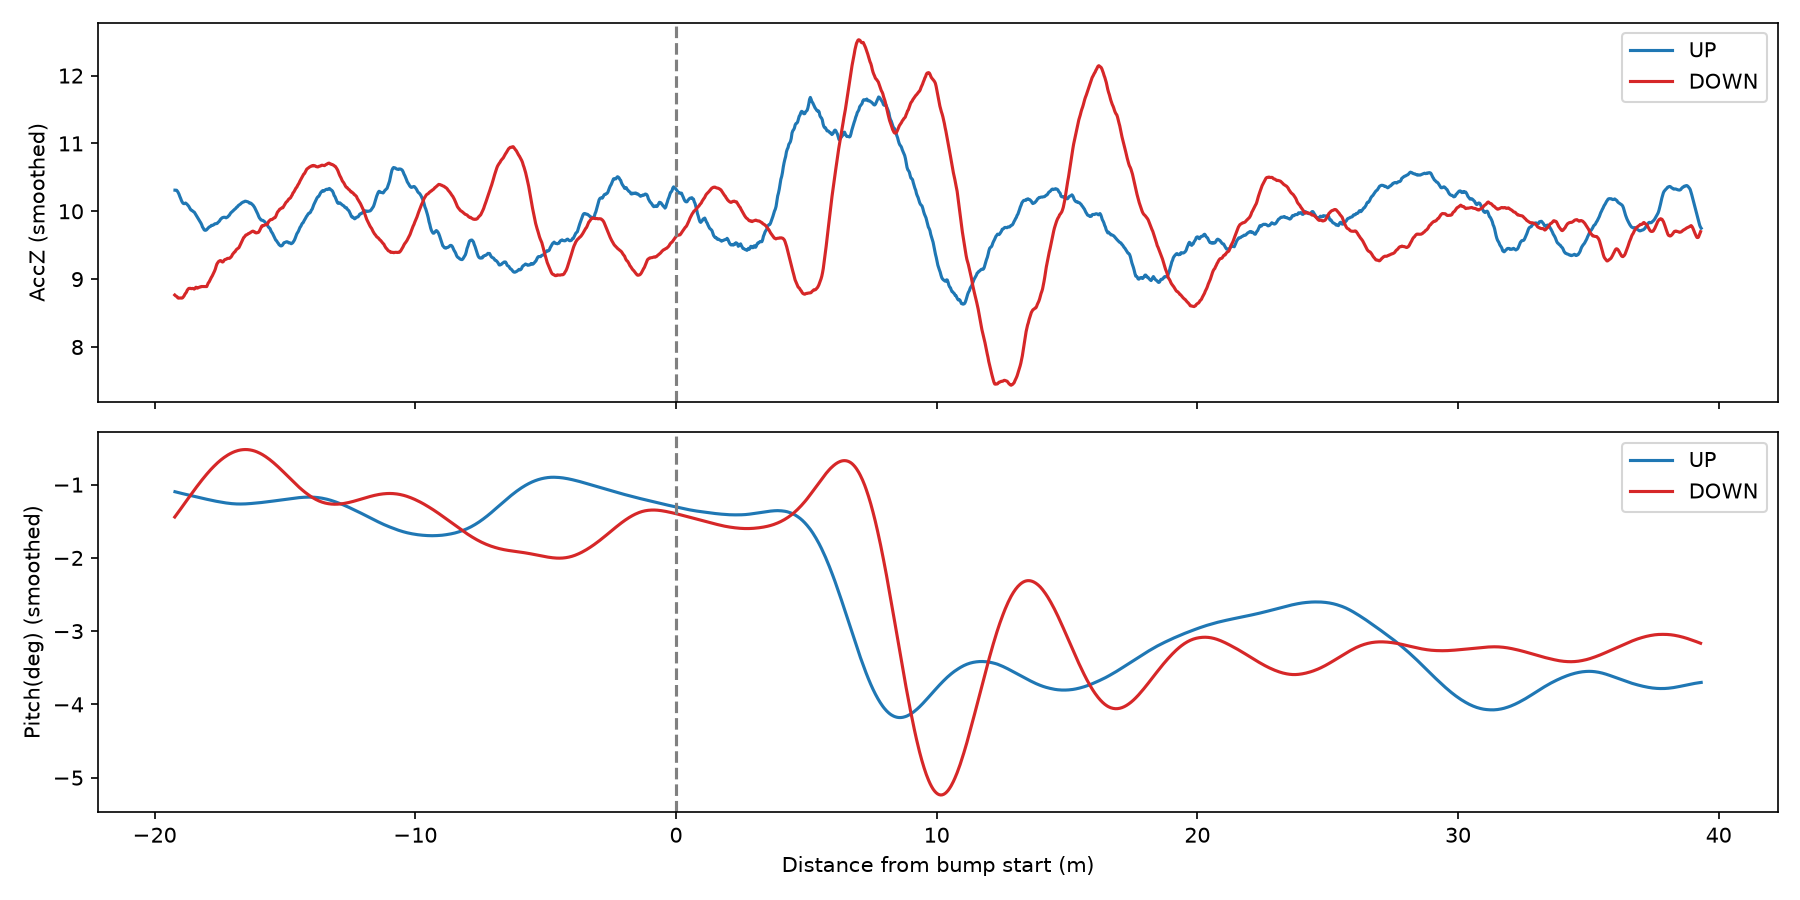 AccZ (smoothed)
12
11
10
9
8
UP
DOWN
Pitch(deg) (smoothed)
−1
−2
−3
−4
−5
UP
DOWN
−20
−10
0
10
20
30
40
Distance from bump start (m)